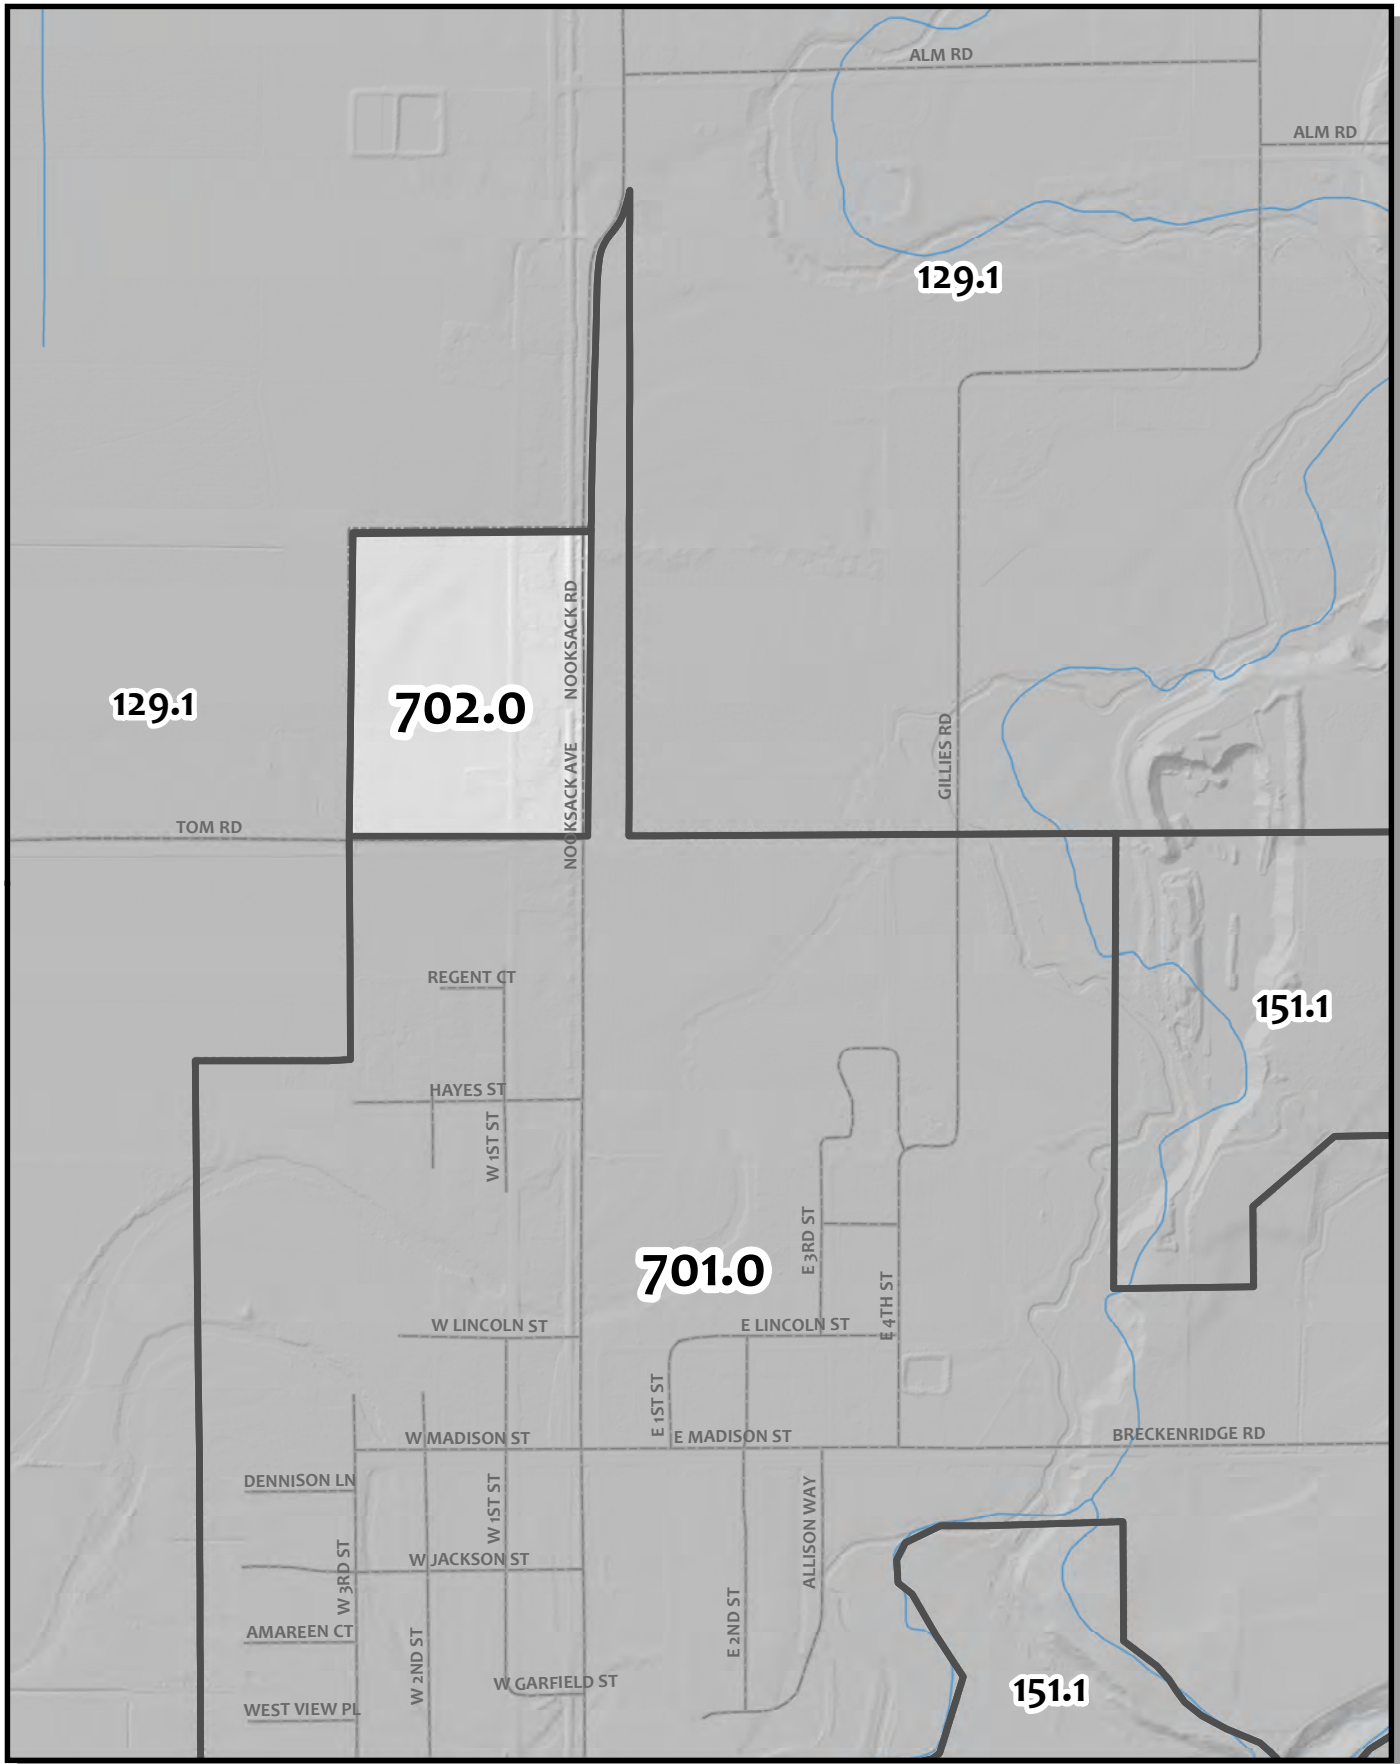 ALM RD
ALM RD
129.1
NOOKSACK RD
129.1
702.0
NOOKSACK AVE
GILLIES RD
TOM RD
REGENT CT
151.1
HAYES ST
W 1ST ST
E 3RD ST
701.0
E 4TH ST
W LINCOLN ST
E LINCOLN ST
E 1ST ST
W MADISON ST
E MADISON ST
BRECKENRIDGE RD
DENNISON LN
W 1ST ST
ALLISON WAY
W JACKSON ST
W 3RD ST
E 2ND ST
AMAREEN CT
W 2ND ST
W GARFIELD ST
151.1
WEST VIEW PL